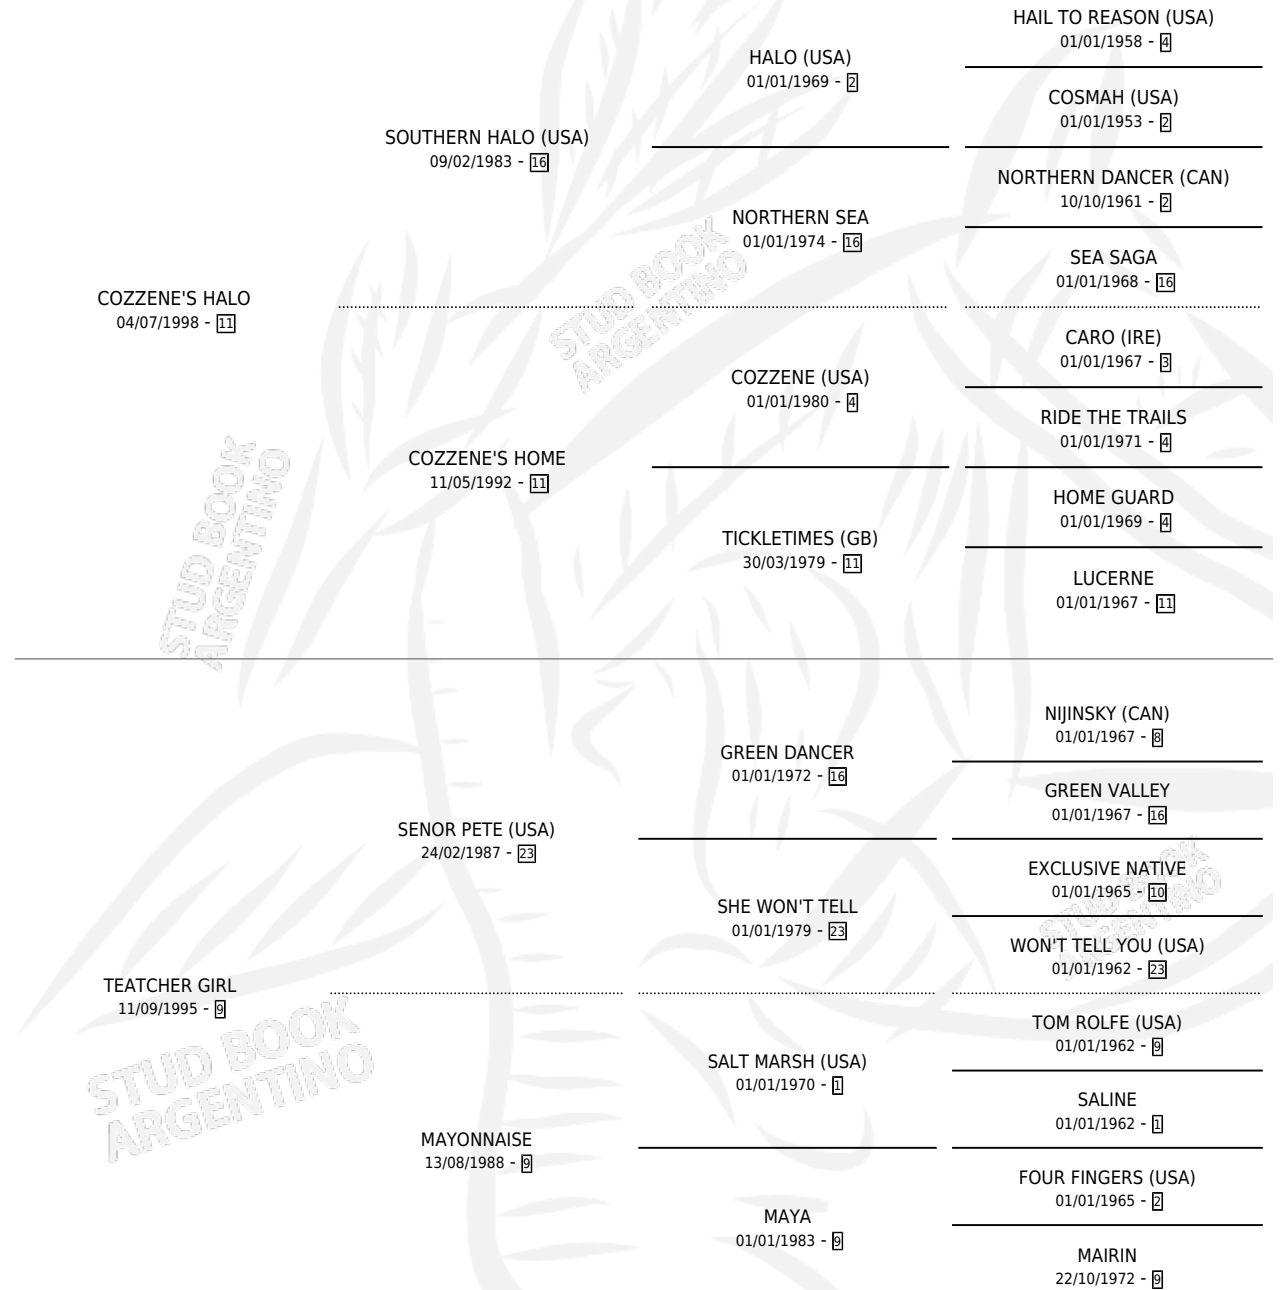 HAIL TO REASON (USA)
01/01/1958 - 4
HALO (USA)
01/01/1969 - 2
COSMAH (USA)
01/01/1953 - 2
SOUTHERN HALO (USA)
09/02/1983 - 16
NORTHERN DANCER (CAN)
10/10/1961 - 2
NORTHERN SEA
01/01/1974 - 16
SEA SAGA
01/01/1968 - 16
COZZENE'S HALO
04/07/1998 - 11
STUD BOOK
ARGENTINO
CARO (IRE)
01/01/1967 - 3
COZZENE (USA)
01/01/1980 - 4
RIDE THE TRAILS
01/01/1971 - 4
COZZENE'S HOME
11/05/1992 - 11
HOME GUARD
01/01/1969 - 4
TICKLETIMES (GB)
30/03/1979 - 11
LUCERNE
01/01/1967 - 11
STUD BOOK
ARGENTINO
NIJINSKY (CAN)
01/01/1967 - 8
GREEN DANCER
01/01/1972 - 16
GREEN VALLEY
01/01/1967 - 16
SENOR PETE (USA)
24/02/1987 - 23
EXCLUSIVE NATIVE
01/01/1965 - 10
SHE WON'T TELL
01/01/1979 - 23
STUD BOOK
ARGENTINO
WON'T TELL YOU (USA)
01/01/1962 - 23
TEATCHER GIRL
11/09/1995 - 9
STUD BOOK
ARGENTINO
TOM ROLFE (USA)
01/01/1962 - 9
SALT MARSH (USA)
01/01/1970 - 1
SALINE
01/01/1962 - 1
MAYONNAISE
13/08/1988 - 9
FOUR FINGERS (USA)
01/01/1965 - 2
MAYA
01/01/1983 - 9
MAIRIN
22/10/1972 - 9